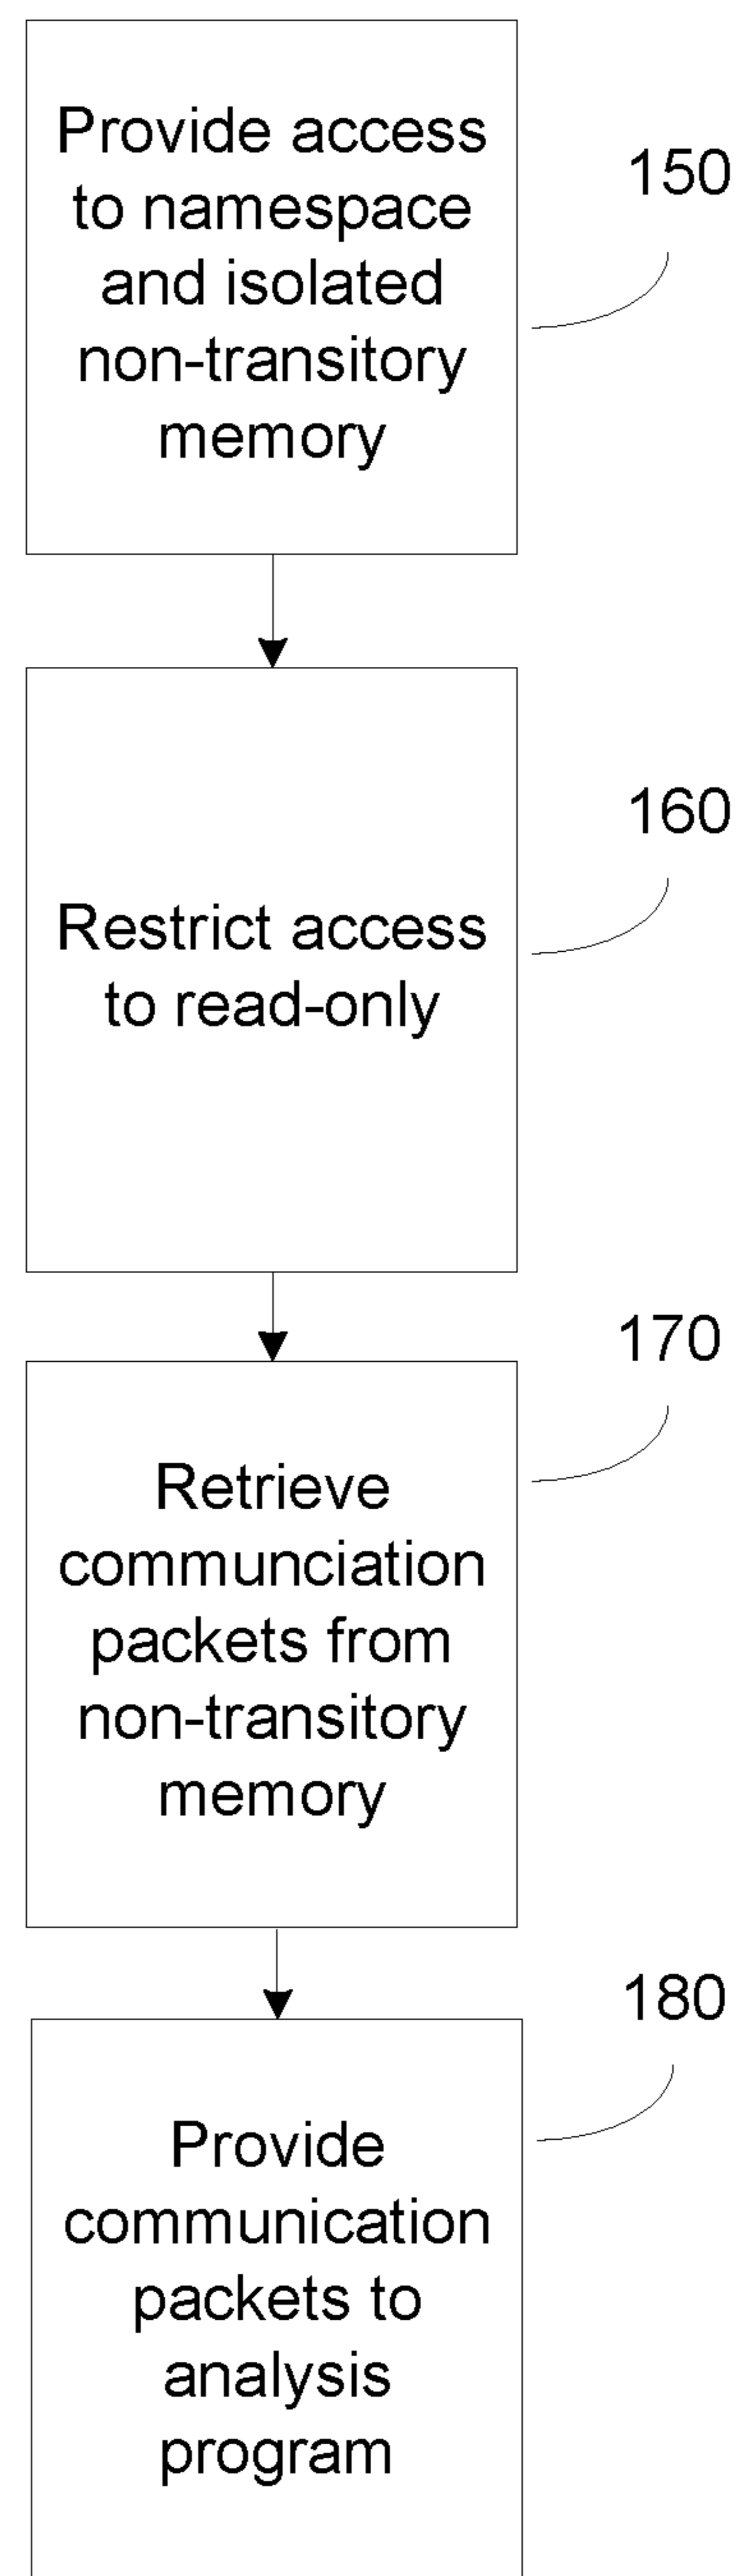 Provide access
to namespace
and isolated
non-transitory
memory
150
Restrict access
to read-only
160
Retrieve
communciation
packets from
non-transitory
memory
170
Provide
communication
packets to
analysis
program
180